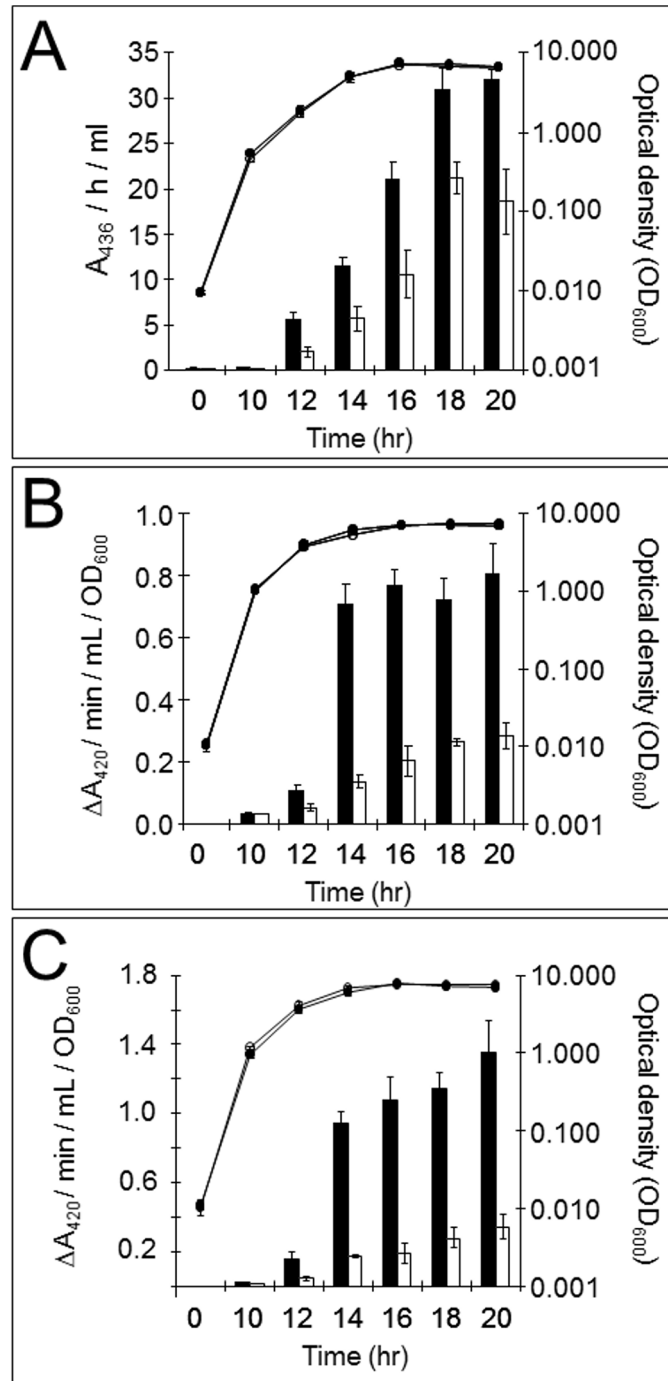 A
35
30
25
20
15
10
5
0
A₄₃₆ / h / ml
10.000
1.000
0.100
0.010
0.001
Optical density (OD₆₀₀)
0 10 12 14 16 18 20
Time (hr)
B
1.0
0.8
0.6
0.4
0.2
0.0
ΔA₄₂₀/ min / mL / OD₆₀₀
10.000
1.000
0.100
0.010
0.001
Optical density (OD₆₀₀)
0 10 12 14 16 18 20
Time (hr)
C
1.8
1.4
1.0
0.6
0.2
ΔA₄₂₀/ min / mL / OD₆₀₀
10.000
1.000
0.100
0.010
0.001
Optical density (OD₆₀₀)
0 10 12 14 16 18 20
Time (hr)